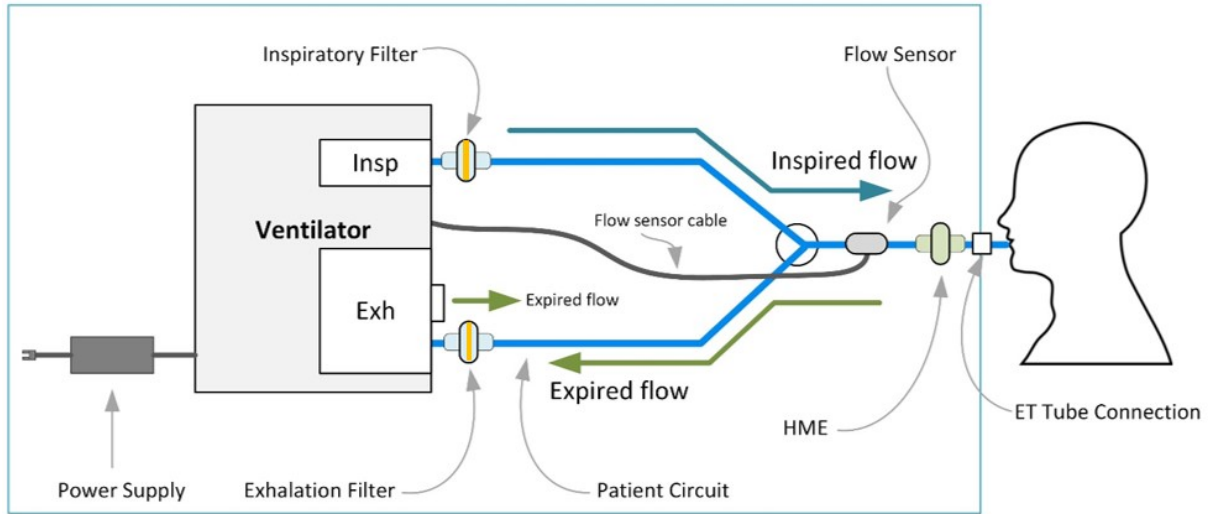 Inspiratory Filter
Flow Sensor
Insp
Inspired flow
Ventilator
Flow sensor cable
Exh
Expired flow
Expired flow
HME
ET Tube Connection
Power Supply
Exhalation Filter
Patient Circuit